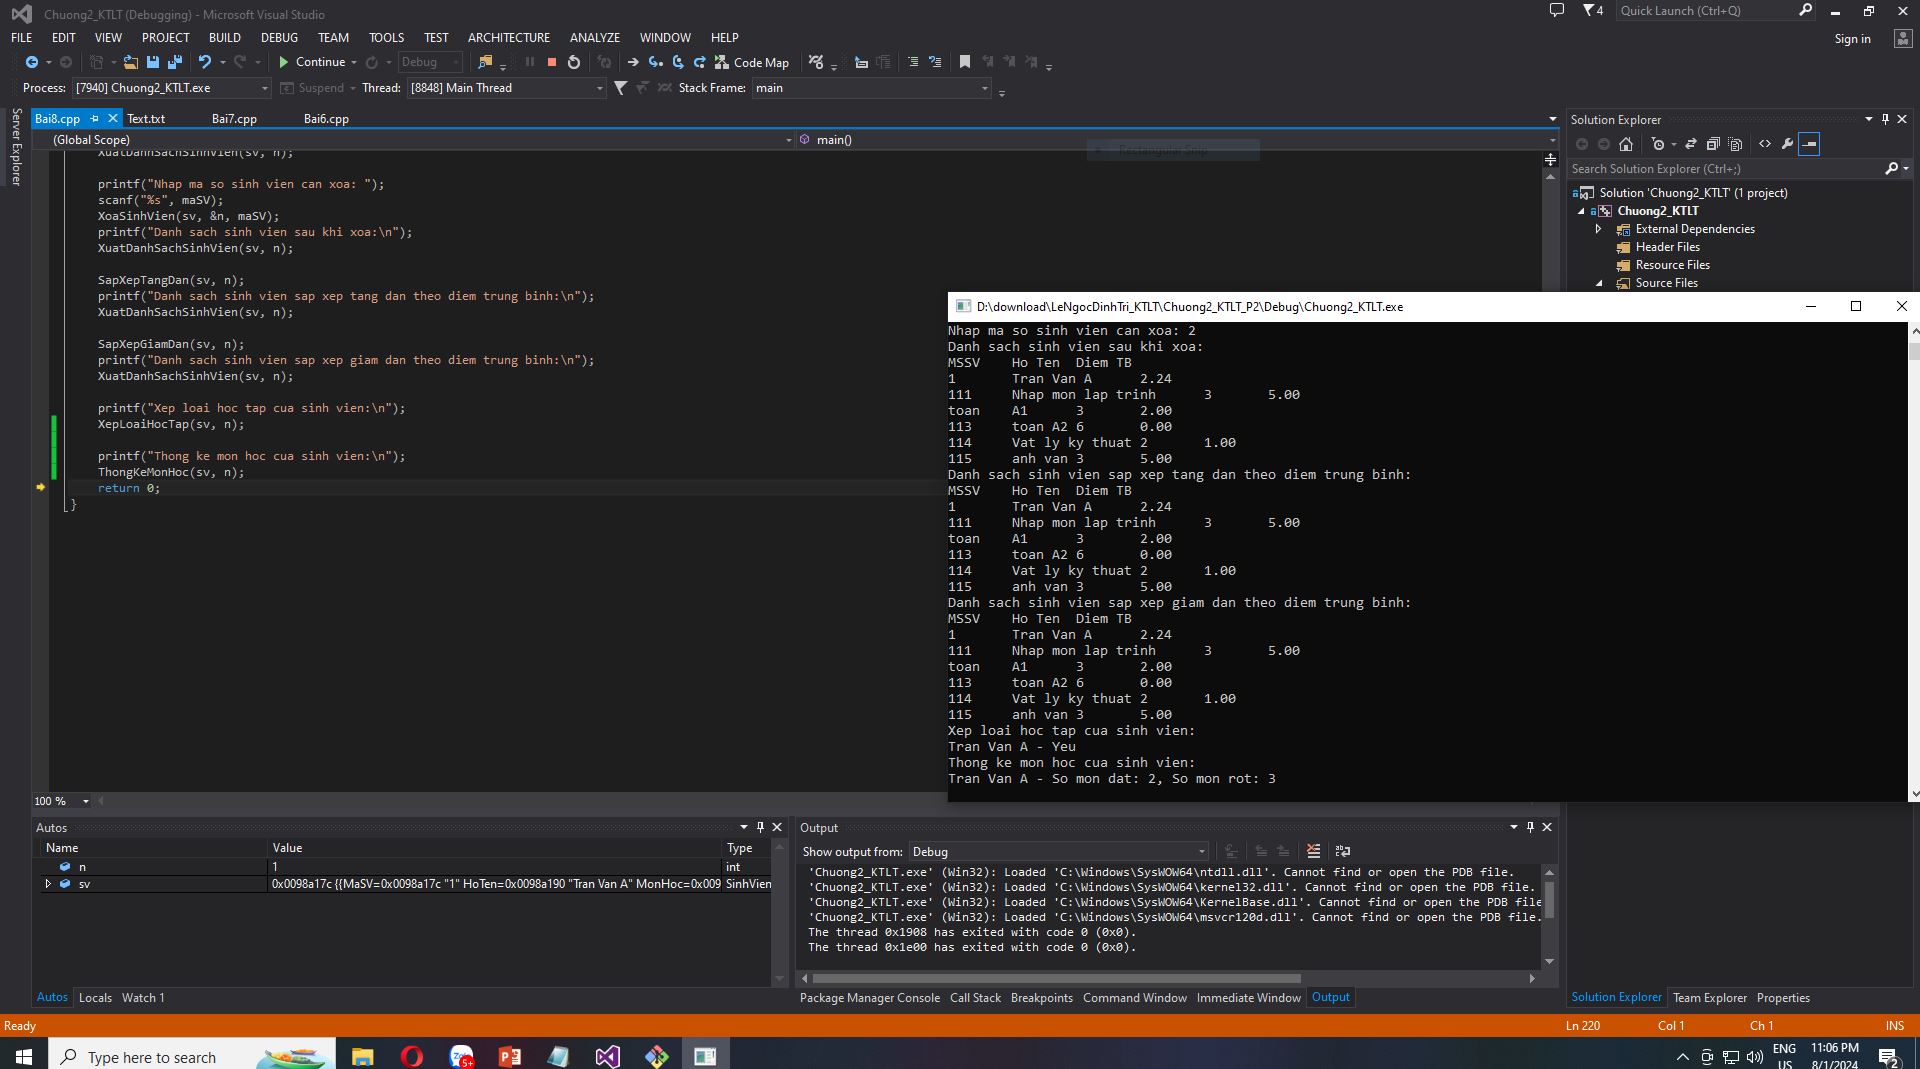 Chuong2_KTLT (Debugging) - Microsoft Visual Studio
4
Quick Launch (Ctrl+Q)
FILE EDIT VIEW PROJECT BUILD DEBUG TEAM TOOLS TEST ARCHITECTURE ANALYZE WINDOW HELP
Sign in
Continue Debug Code Map
Process: [7940] Chuong2_KTLT.exe Suspend Thread: [8848] Main Thread Stack Frame: main
Server Explorer
Bai8.cpp Text.txt Bai7.cpp Bai6.cpp
(Global Scope) main()
Rectangular Snip
XuatDanhSachSinhVien(sv, n);
printf("Nhap ma so sinh vien can xoa: ");
scanf("%s", maSV);
XoaSinhVien(sv, &n, maSV);
printf("Danh sach sinh vien sau khi xoa:\n");
XuatDanhSachSinhVien(sv, n);
SapXepTangDan(sv, n);
printf("Danh sach sinh vien sap xep tang dan theo diem trung binh:\n");
XuatDanhSachSinhVien(sv, n);
SapXepGiamDan(sv, n);
printf("Danh sach sinh vien sap xep giam dan theo diem trung binh:\n");
XuatDanhSachSinhVien(sv, n);
printf("Xep loai hoc tap cua sinh vien:\n");
XepLoaiHocTap(sv, n);
printf("Thong ke mon hoc cua sinh vien:\n");
ThongKeMonHoc(sv, n);
return 0;
}
100 %
Solution Explorer
Search Solution Explorer (Ctrl+;)
Solution 'Chuong2_KTLT' (1 project)
Chuong2_KTLT
External Dependencies
Header Files
Resource Files
Source Files
D:\download\LeNgocDinhTri_KTLT\Chuong2_KTLT_P2\Debug\Chuong2_KTLT.exe
Nhap ma so sinh vien can xoa: 2
Danh sach sinh vien sau khi xoa:
MSSV Ho Ten Diem TB
1 Tran Van A 2.24
111 Nhap mon lap trinh 3 5.00
toan A1 3 2.00
113 toan A2 6 0.00
114 Vat ly ky thuat 2 1.00
115 anh van 3 5.00
Danh sach sinh vien sap xep tang dan theo diem trung binh:
MSSV Ho Ten Diem TB
1 Tran Van A 2.24
111 Nhap mon lap trinh 3 5.00
toan A1 3 2.00
113 toan A2 6 0.00
114 Vat ly ky thuat 2 1.00
115 anh van 3 5.00
Danh sach sinh vien sap xep giam dan theo diem trung binh:
MSSV Ho Ten Diem TB
1 Tran Van A 2.24
111 Nhap mon lap trinh 3 5.00
toan A1 3 2.00
113 toan A2 6 0.00
114 Vat ly ky thuat 2 1.00
115 anh van 3 5.00
Xep loai hoc tap cua sinh vien:
Tran Van A - Yeu
Thong ke mon hoc cua sinh vien:
Tran Van A - So mon dat: 2, So mon rot: 3
Autos
Name Value Type
n 1 int
sv 0x0098a17c {{MaSV=0x0098a17c "1" HoTen=0x0098a190 "Tran Van A" MonHoc=0x009 SinhVien
Autos Locals Watch 1
Output
Show output from: Debug
'Chuong2_KTLT.exe' (Win32): Loaded 'C:\Windows\SysWOW64\ntdll.dll'. Cannot find or open the PDB file.
'Chuong2_KTLT.exe' (Win32): Loaded 'C:\Windows\SysWOW64\kernel32.dll'. Cannot find or open the PDB file.
'Chuong2_KTLT.exe' (Win32): Loaded 'C:\Windows\SysWOW64\KernelBase.dll'. Cannot find or open the PDB file
'Chuong2_KTLT.exe' (Win32): Loaded 'C:\Windows\SysWOW64\msvcr120d.dll'. Cannot find or open the PDB file.
The thread 0x1908 has exited with code 0 (0x0).
The thread 0x1e00 has exited with code 0 (0x0).
Package Manager Console Call Stack Breakpoints Command Window Immediate Window Output
Solution Explorer Team Explorer Properties
Ready Ln 220 Col 1 Ch 1 INS
Type here to search
5+
ENG
US
11:06 PM
8/1/2024
2